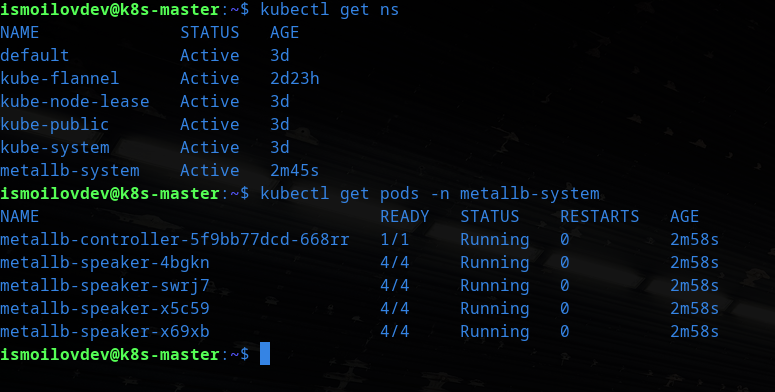 ismoilovdev@k8s-master:~$ kubectl get ns
NAME              STATUS   AGE
default           Active   3d
kube-flannel      Active   2d23h
kube-node-lease   Active   3d
kube-public       Active   3d
kube-system       Active   3d
metallb-system    Active   2m45s
ismoilovdev@k8s-master:~$ kubectl get pods -n metallb-system
NAME                                  READY   STATUS    RESTARTS   AGE
metallb-controller-5f9bb77dcd-668rr   1/1     Running   0          2m58s
metallb-speaker-4bgkn                 4/4     Running   0          2m58s
metallb-speaker-swrj7                 4/4     Running   0          2m58s
metallb-speaker-x5c59                 4/4     Running   0          2m58s
metallb-speaker-x69xb                 4/4     Running   0          2m58s
ismoilovdev@k8s-master:~$